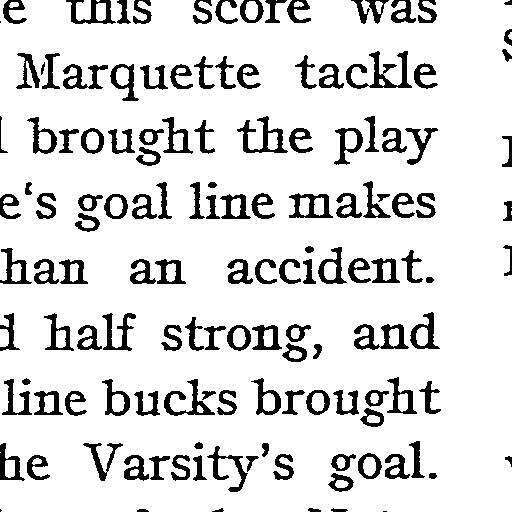 this score was
Marquette tackle
brought the play
e‘s goal line makes
han an accident.
d half strong, and
line bucks brought
he Varsity’s goal.